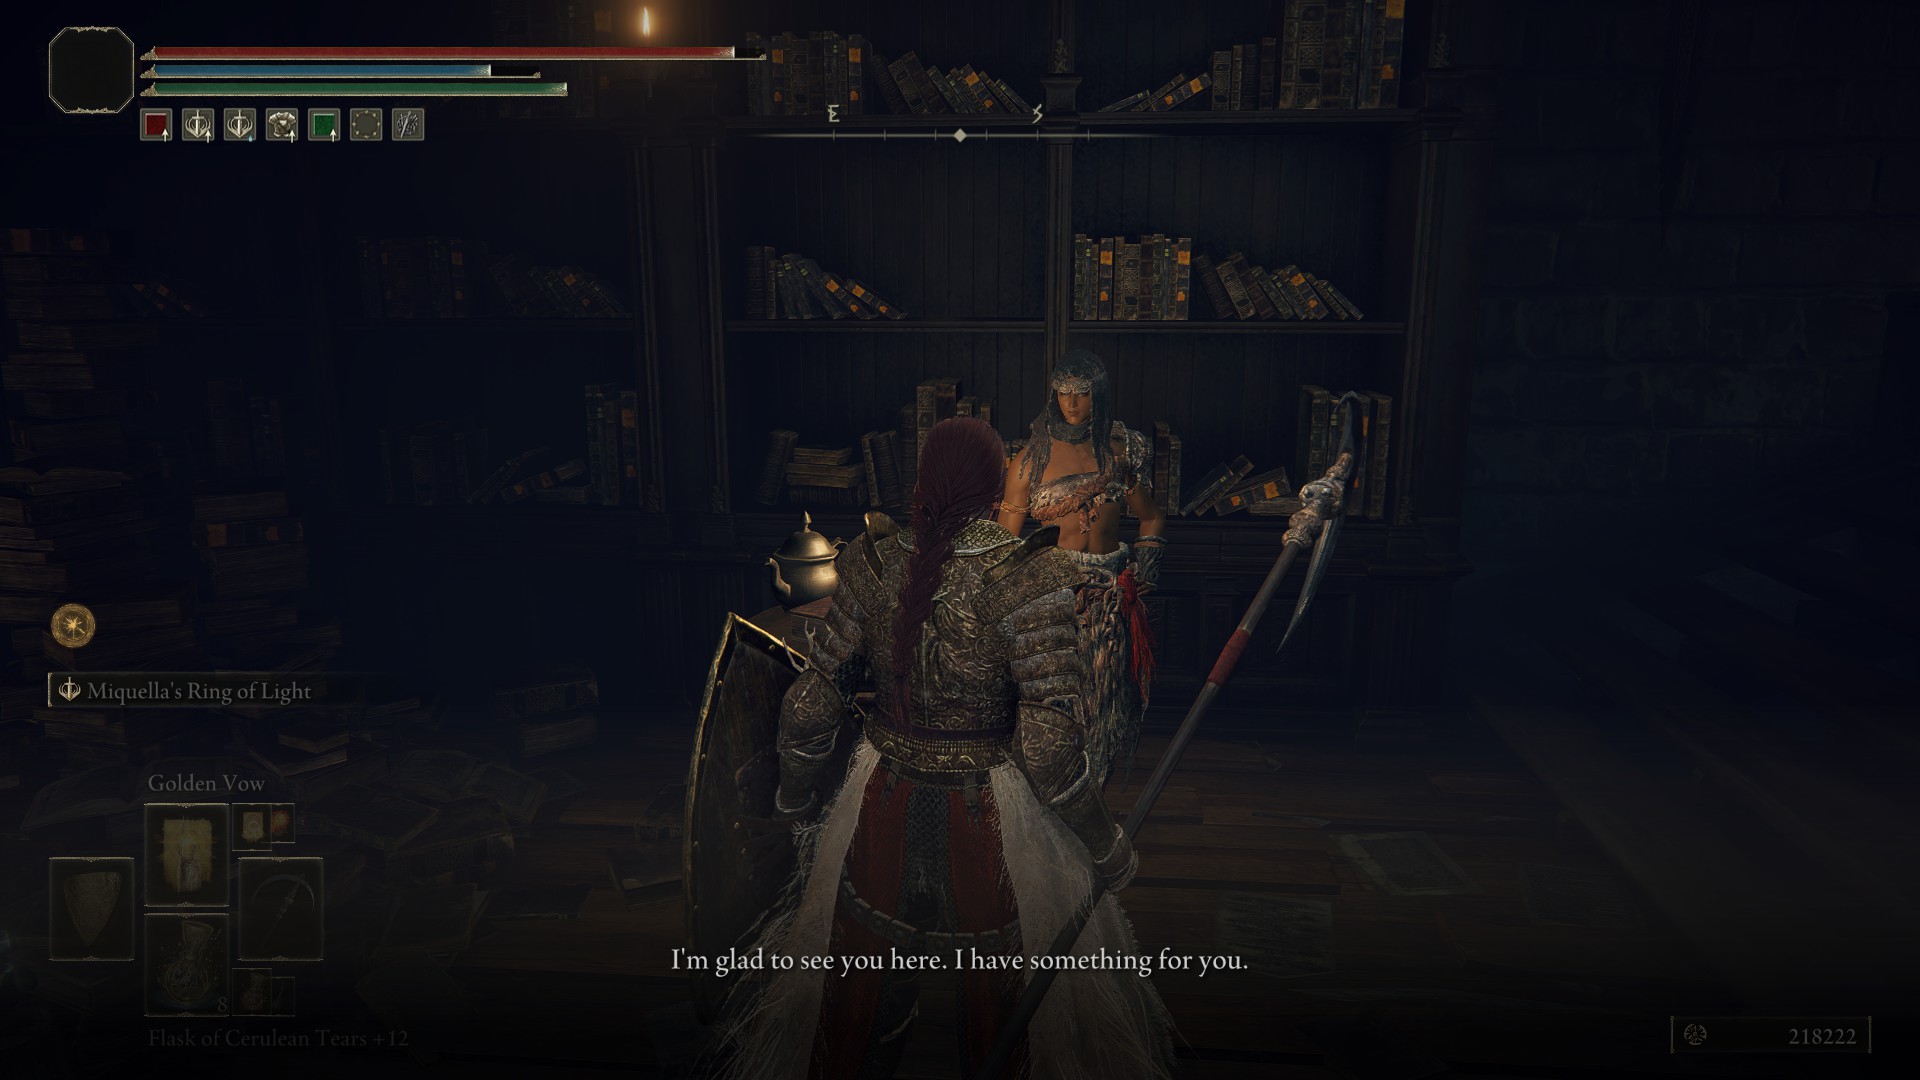 E S
Miquella's Ring of Light
Golden Vow
8
Flask of Cerulean Tears +12
I'm glad to see you here. I have something for you.
218222